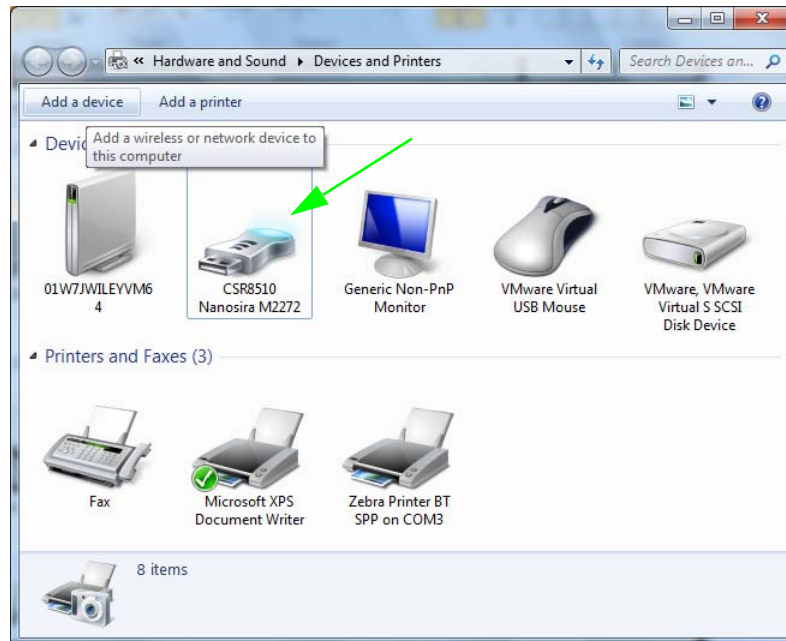 « Hardware and Sound ▸ Devices and Printers
Search Devices an...
Add a device Add a printer
Add a wireless or network device to
this computer
01W7JWILEYVM6
4
CSR8510
Nanosira M2272
Generic Non-PnP
Monitor
VMware Virtual
USB Mouse
VMware, VMware
Virtual S SCSI
Disk Device
Printers and Faxes (3)
Fax
Microsoft XPS
Document Writer
Zebra Printer BT
SPP on COM3
8 items